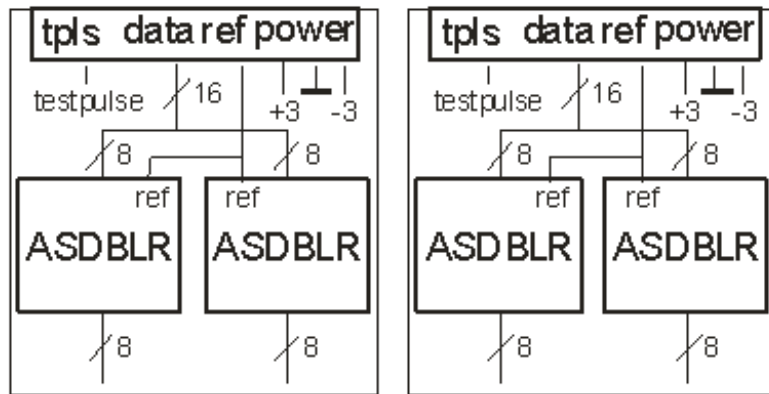 tpls data ref power
testpulse 16 +3 -3
8 8
ref ref
ASDBLR ASDBLR
8 8
tpls data ref power
testpulse 16 +3 -3
8 8
ref ref
ASDBLR ASDBLR
8 8